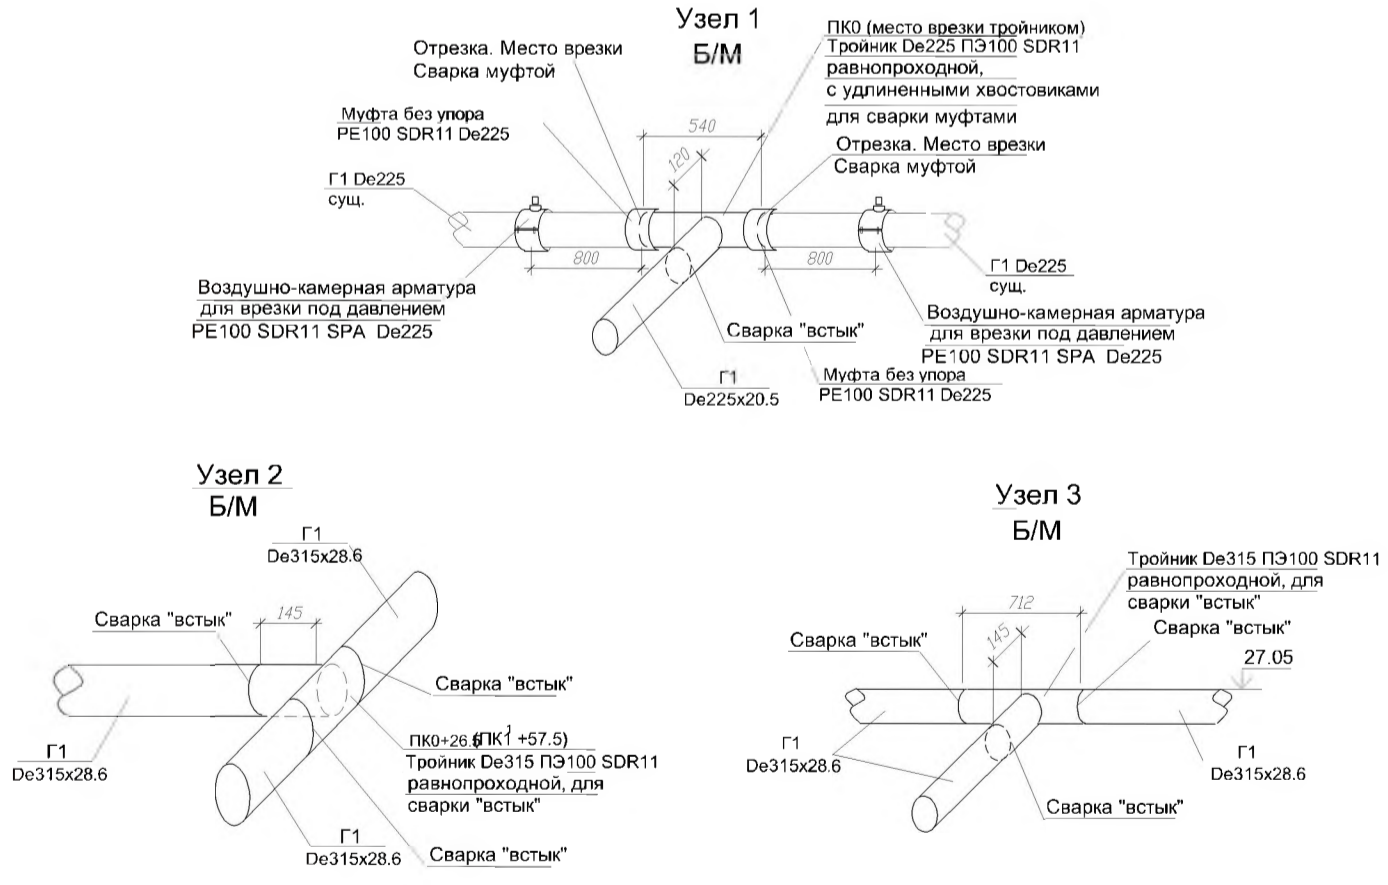 Узел 1
Б/М
Отрезка. Место врезки
Сварка муфтой
ПК0 (место врезки тройником)
Тройник De225 ПЭ100 SDR11
равнопроходной,
с удлиненными хвостовиками
для сварки муфтами
Муфта без упора
PE100 SDR11 De225
540
120
Отрезка. Место врезки
Сварка муфтой
Г1 De225
сущ.
800
800
Г1 De225
сущ.
Воздушно-камерная арматура
для врезки под давлением
PE100 SDR11 SPA De225
Сварка "встык"
Воздушно-камерная арматура
для врезки под давлением
PE100 SDR11 SPA De225
Г1
De225x20.5
Муфта без упора
PE100 SDR11 De225
Узел 2
Б/М
Г1
De315x28.6
Сварка "встык"
145
Сварка "встык"
Г1
De315x28.6
ПК0+26.5 (ПК1 +57.5)
Тройник De315 ПЭ100 SDR11
равнопроходной, для
сварки "встык"
Г1
De315x28.6
Сварка "встык"
Узел 3
Б/М
Тройник De315 ПЭ100 SDR11
равнопроходной, для
сварки "встык"
712
145
Сварка "встык"
Сварка "встык"
27.05
Г1
De315x28.6
Г1
De315x28.6
Сварка "встык"